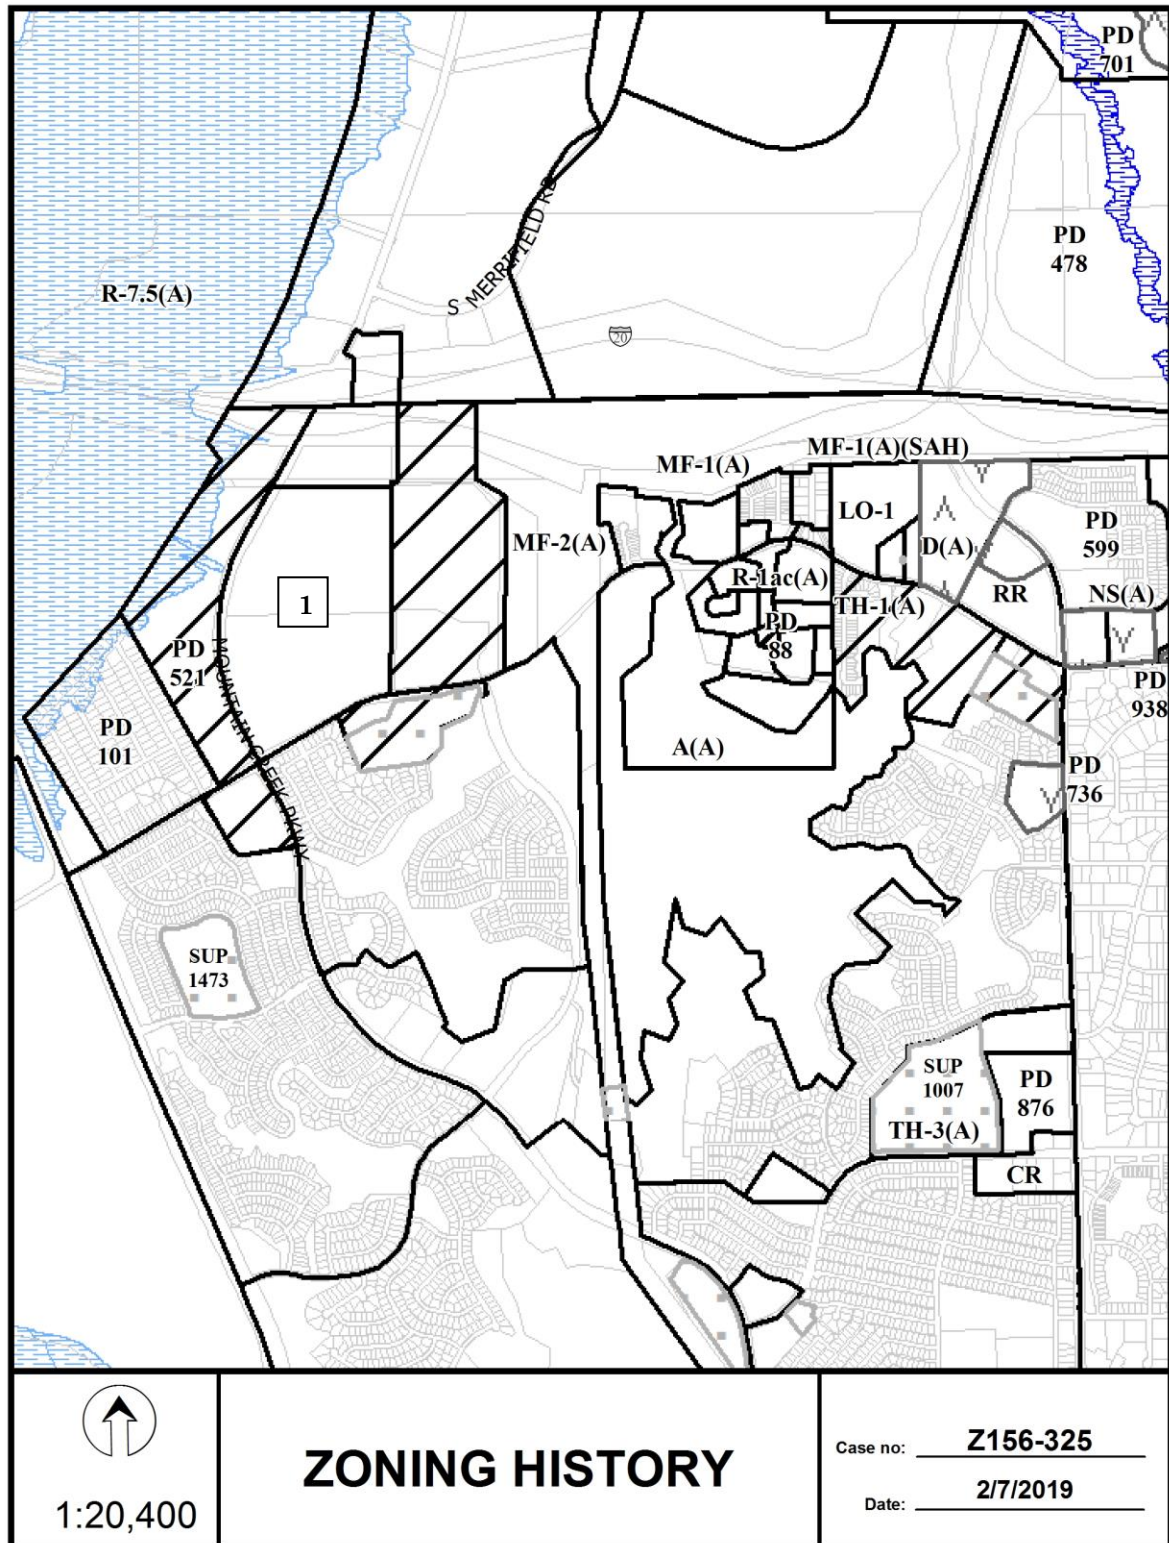 PD
701
PD
478
R-7.5(A)
S MERRIFIELD RD
20
MF-1(A)(SAH)
MF-1(A)
LO-1
PD
599
MF-2(A)
D(A)
R-1ac(A)
RR
NS(A)
TH-1(A)
1
PD
88
PD
521
MOUNTAIN CREEK PKWY
PD
938
PD
101
A(A)
PD
736
SUP
1473
SUP
1007
PD
876
TH-3(A)
CR
1:20,400
ZONING HISTORY
Case no: Z156-325
Date: 2/7/2019